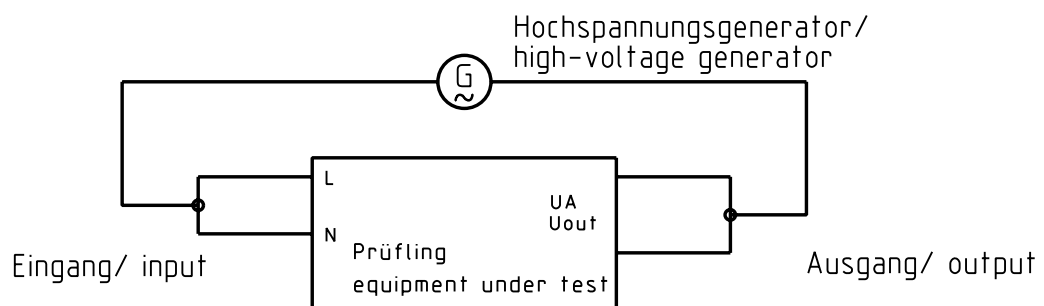 Hochspannungsgenerator/
high-voltage generator
G
~
L
UA
Uout
N
Prüfling
equipment under test
Eingang/ input
Ausgang/ output